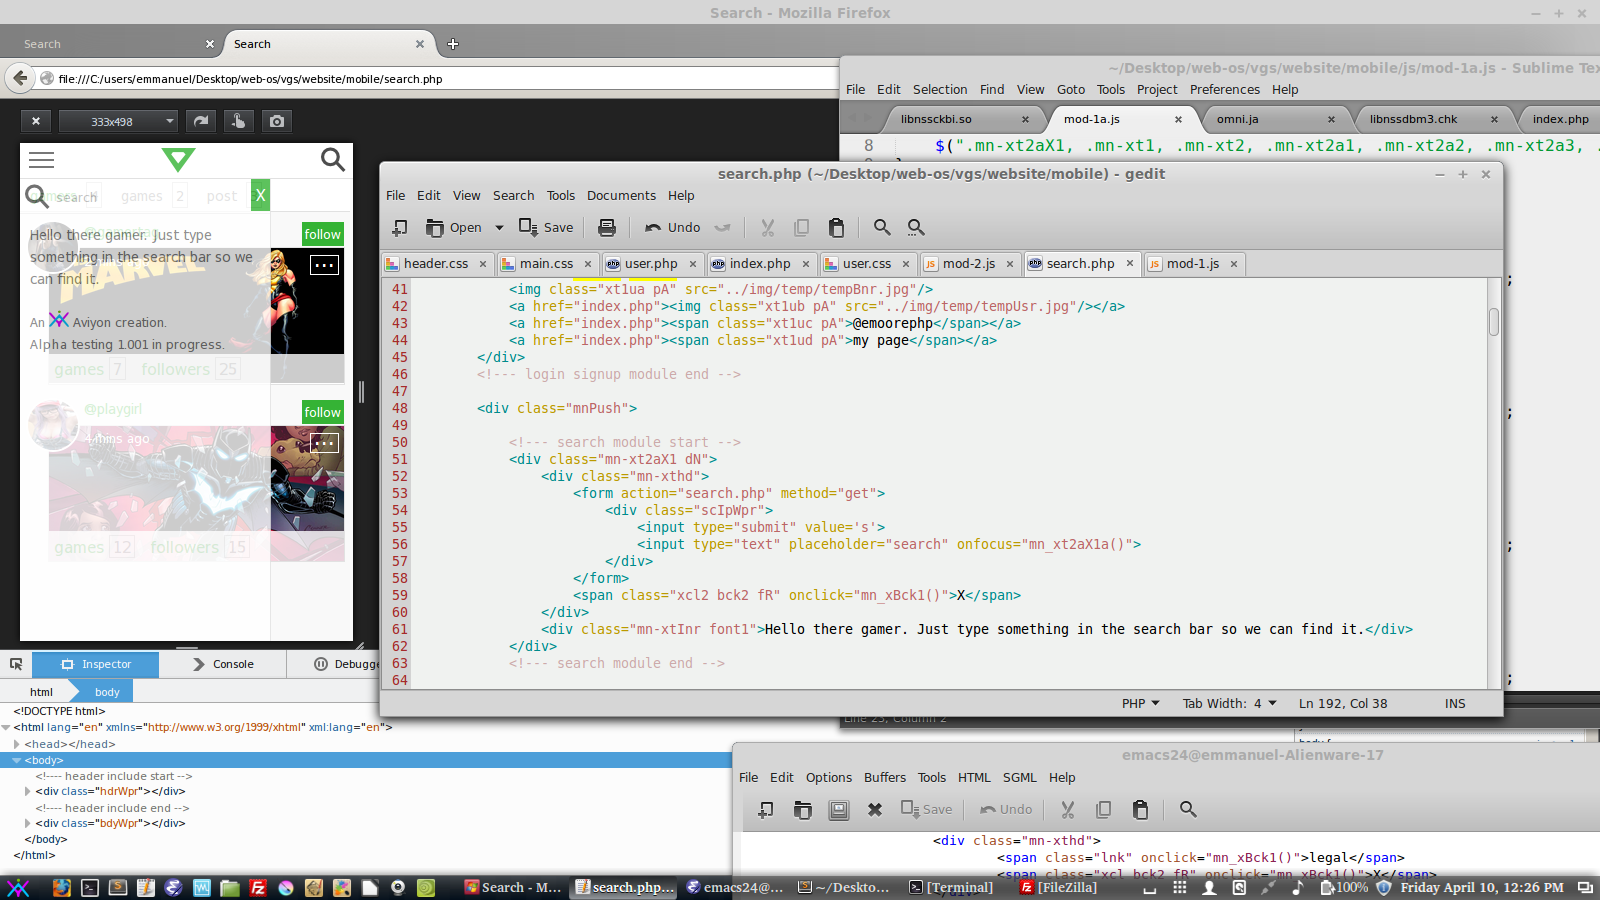 Search - Mozilla Firefox
Search
Search
file:///C:/users/emmanuel/Desktop/web-os/vgs/website/mobile/search.php
333x498
search
games 2
post
X
Hello there gamer. Just type
something in the search bar so we
can find it.
follow
MARVEL
An Aviyon creation.
Alpha testing 1.001 in progress.
games 7 followers 25
@playgirl
follow
4 mins ago
games 12 followers 15
Inspector
Console
Debugge
html
body
<!DOCTYPE html>
<html lang="en" xmlns="http://www.w3.org/1999/xhtml" xml:lang="en">
<head></head>
<body>
<!---- header include start -->
<div class="hdrWpr"></div>
<!---- header include end -->
<div class="bdyWpr"></div>
</body>
</html>
~/Desktop/web-os/vgs/website/mobile/js/mod-1a.js - Sublime Tex
File Edit Selection Find View Goto Tools Project Preferences Help
libnssckbi.so
mod-1a.js
omni.ja
libnssdbm3.chk
index.php
8 $(".mn-xt2aX1, .mn-xt1, .mn-xt2, .mn-xt2a1, .mn-xt2a2, .mn-xt2a3, .
search.php (~/Desktop/web-os/vgs/website/mobile) - gedit
File Edit View Search Tools Documents Help
Open Save Undo
header.css
main.css
user.php
index.php
user.css
mod-2.js
search.php
mod-1.js
41 <img class="xt1ua pA" src="../img/temp/tempBnr.jpg"/>
42 <a href="index.php"><img class="xt1ub pA" src="../img/temp/tempUsr.jpg"/></a>
43 <a href="index.php"><span class="xt1uc pA">@emoorephp</span></a>
44 <a href="index.php"><span class="xt1ud pA">my page</span></a>
45 </div>
46 <!--- login signup module end -->
47
48 <div class="mnPush">
49
50 <!--- search module start -->
51 <div class="mn-xt2aX1 dN">
52 <div class="mn-xthd">
53 <form action="search.php" method="get">
54 <div class="scIpWpr">
55 <input type="submit" value='s'>
56 <input type="text" placeholder="search" onfocus="mn_xt2aX1a()">
57 </div>
58 </form>
59 <span class="xcl2 bck2 fR" onclick="mn_xBck1()">X</span>
60 </div>
61 <div class="mn-xtInr font1">Hello there gamer. Just type something in the search bar so we can find it.</div>
62 </div>
63 <!--- search module end -->
64
PHP Tab Width: 4 Ln 192, Col 38 INS
Line 25, Column 2
emacs24@emmanuel-Alienware-17
File Edit Options Buffers Tools HTML SGML Help
Save Undo
<div class="mn-xthd">
<span class="lnk" onclick="mn_xBck1()">legal</span>
<span class="xcl bck2 fR" onclick="mn_xBck1()">X</span>
Search - M...
search.php...
emacs24@...
~/Deskto...
[Terminal]
[FileZilla]
100%
Friday April 10, 12:26 PM